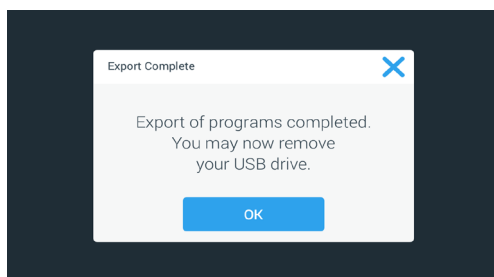 Export Complete
Export of programs completed.
You may now remove
your USB drive.
OK